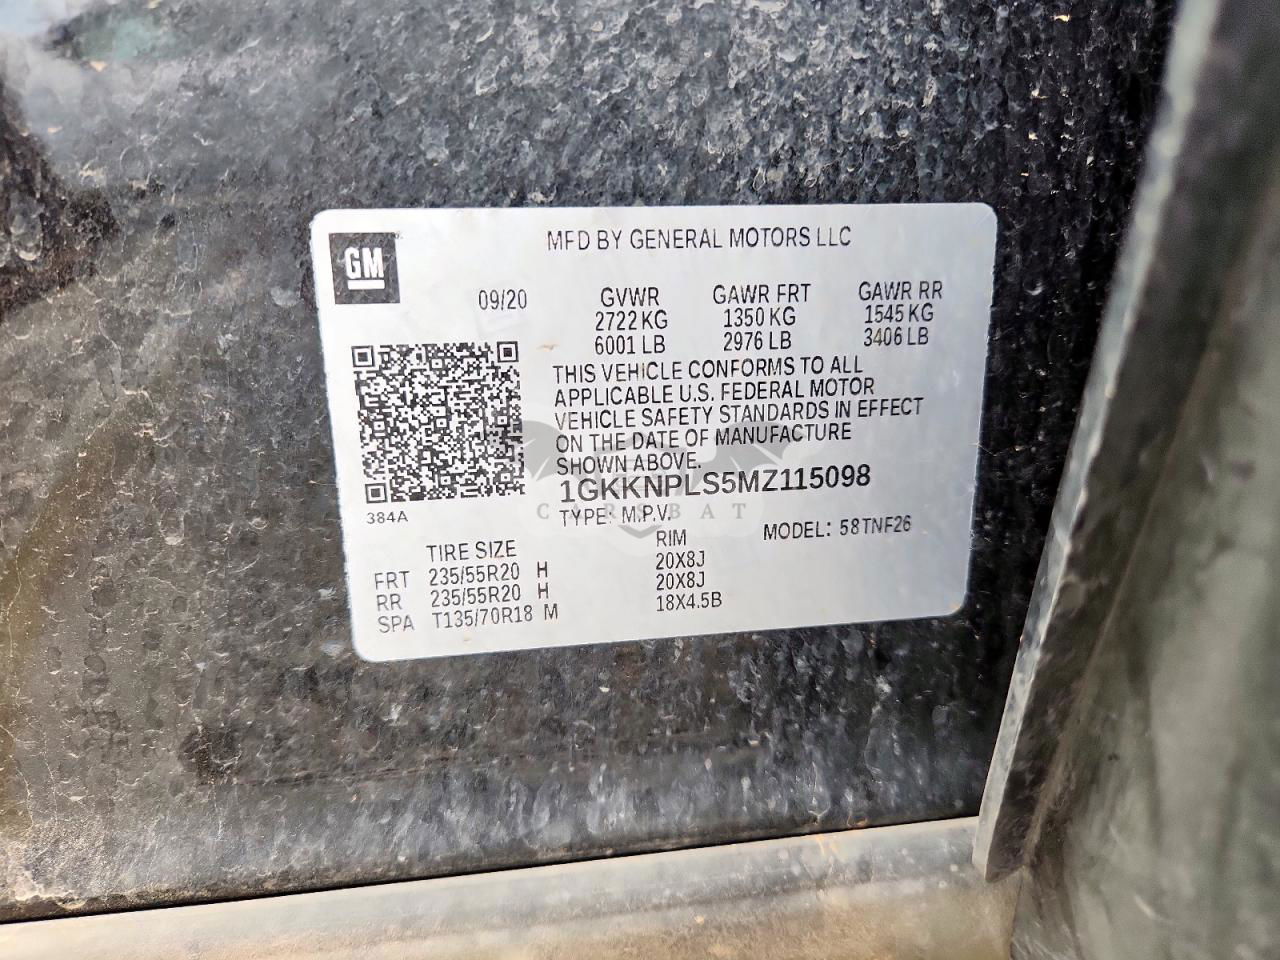 GM
MFD BY GENERAL MOTORS LLC
09/20
GVWR GAWR FRT GAWR RR
2722 KG 1350 KG 1545 KG
6001 LB 2976 LB 3406 LB
THIS VEHICLE CONFORMS TO ALL
APPLICABLE U.S. FEDERAL MOTOR
VEHICLE SAFETY STANDARDS IN EFFECT
ON THE DATE OF MANUFACTURE
SHOWN ABOVE.
1GKKNPLS5MZ115098
384A
CARSBAT
TYPE: M.P.V. MODEL: 58TNF26
TIRE SIZE RIM
FRT 235/55R20 H 20X8J
RR 235/55R20 H 20X8J
SPA T135/70R18 M 18X4.5B